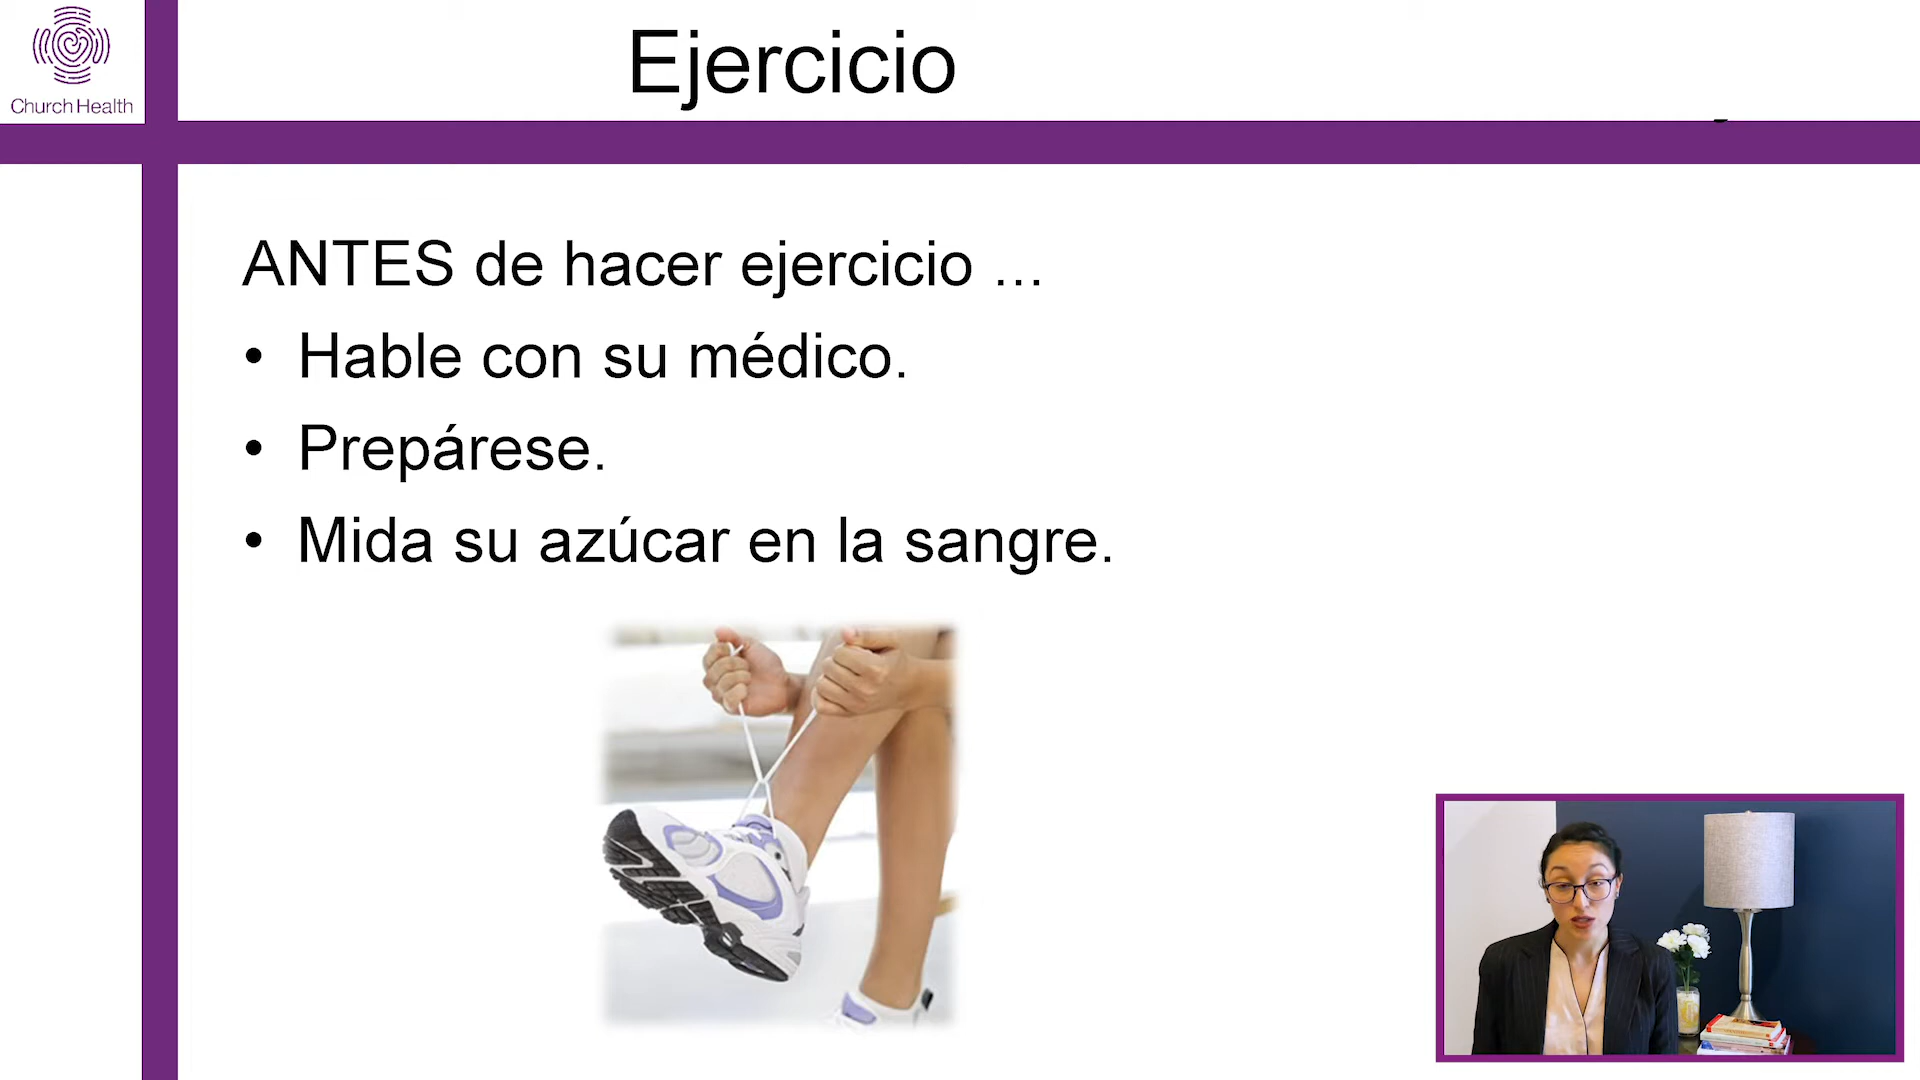 Church Health
Ejercicio
ANTES de hacer ejercicio ...
• Hable con su médico.
• Prepárese.
• Mida su azúcar en la sangre.